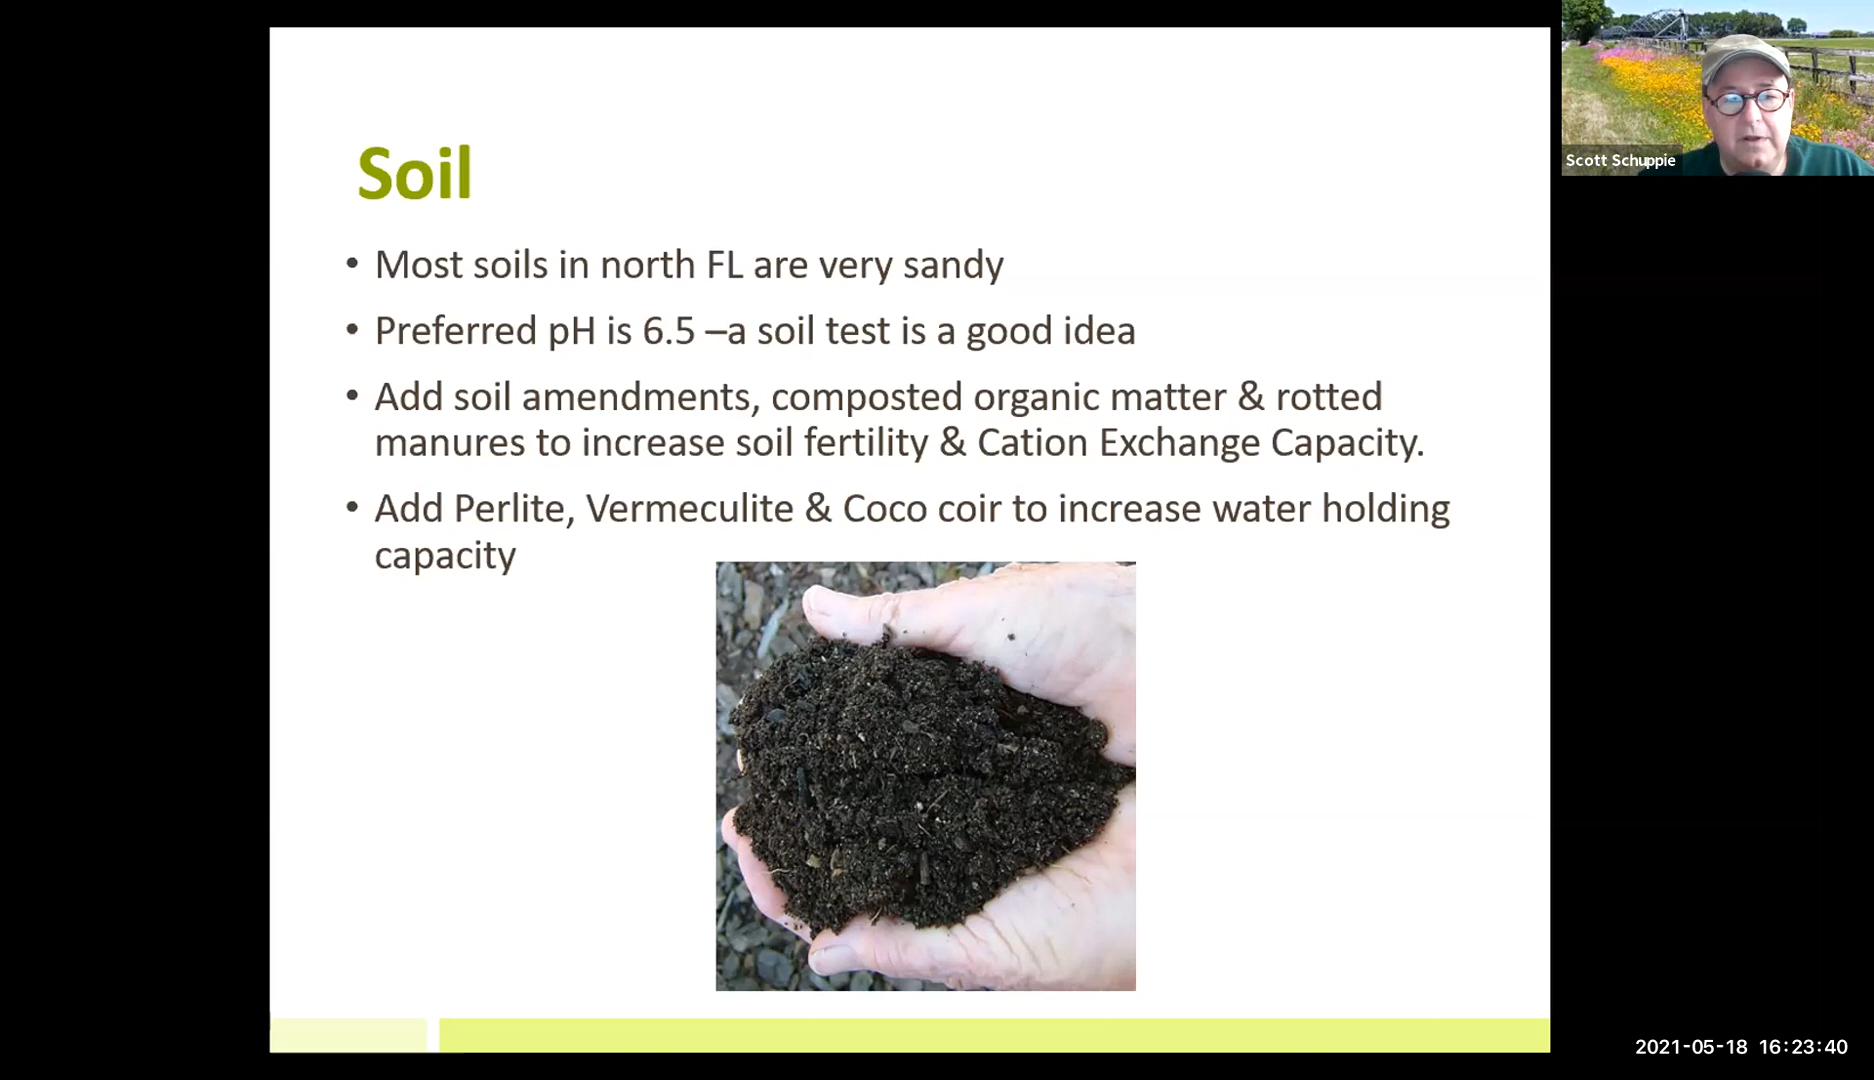 Soil
• Most soils in north FL are very sandy
• Preferred pH is 6.5 –a soil test is a good idea
• Add soil amendments, composted organic matter & rotted
manures to increase soil fertility & Cation Exchange Capacity.
• Add Perlite, Vermeculite & Coco coir to increase water holding
capacity
Scott Schuppie
2021-05-18 16:23:40